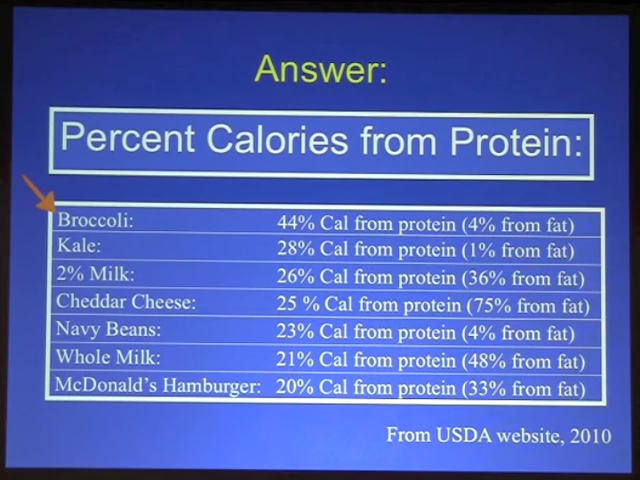 Answer:
Percent Calories from Protein:
Broccoli: 44% Cal from protein (4% from fat)
Kale: 28% Cal from protein (1% from fat)
2% Milk: 26% Cal from protein (36% from fat)
Cheddar Cheese: 25 % Cal from protein (75% from fat)
Navy Beans: 23% Cal from protein (4% from fat)
Whole Milk: 21% Cal from protein (48% from fat)
McDonald's Hamburger: 20% Cal from protein (33% from fat)
From USDA website, 2010